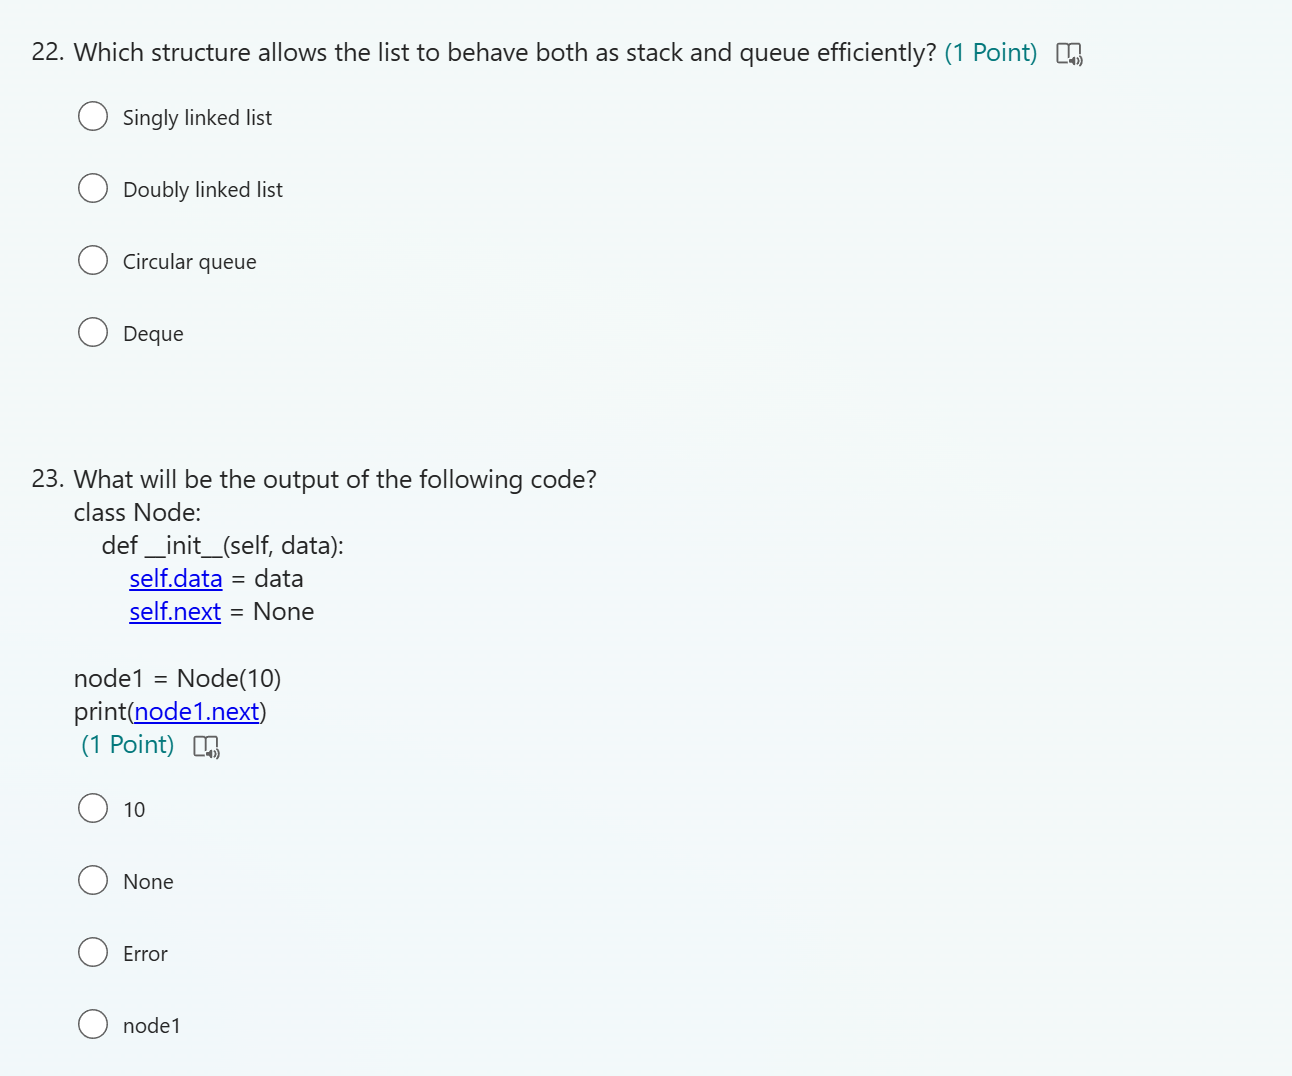 22. Which structure allows the list to behave both as stack and queue efficiently? (1 Point)
Singly linked list
Doubly linked list
Circular queue
Deque
23. What will be the output of the following code?
class Node:
def __init__(self, data):
self.data = data
self.next = None
node1 = Node(10)
print(node1.next)
(1 Point)
10
None
Error
node1